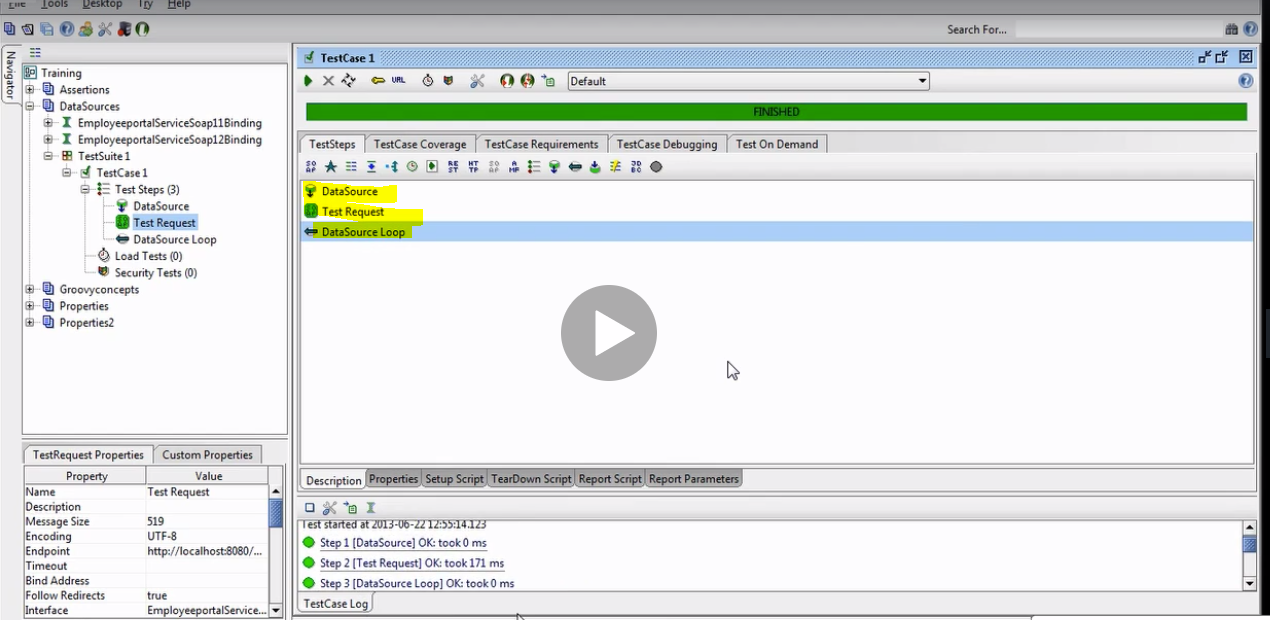 File Tools Desktop Try Help
Search For...
Navigator
Training
Assertions
DataSources
EmployeeportalServiceSoap11Binding
EmployeeportalServiceSoap12Binding
TestSuite 1
TestCase 1
Test Steps (3)
DataSource
Test Request
DataSource Loop
Load Tests (0)
Security Tests (0)
Groovyconcepts
Properties
Properties2
TestRequest Properties Custom Properties
Property Value
Name Test Request
Description
Message Size 519
Encoding UTF-8
Endpoint http://localhost:8080/...
Timeout
Bind Address
Follow Redirects true
Interface EmployeeportalService...
TestCase 1
URL Default
FINISHED
TestSteps TestCase Coverage TestCase Requirements TestCase Debugging Test On Demand
DataSource
Test Request
DataSource Loop
Description Properties Setup Script TearDown Script Report Script Report Parameters
Test started at 2013-06-22 12:55:14.123
Step 1 [DataSource] OK: took 0 ms
Step 2 [Test Request] OK: took 171 ms
Step 3 [DataSource Loop] OK: took 0 ms
TestCase Log